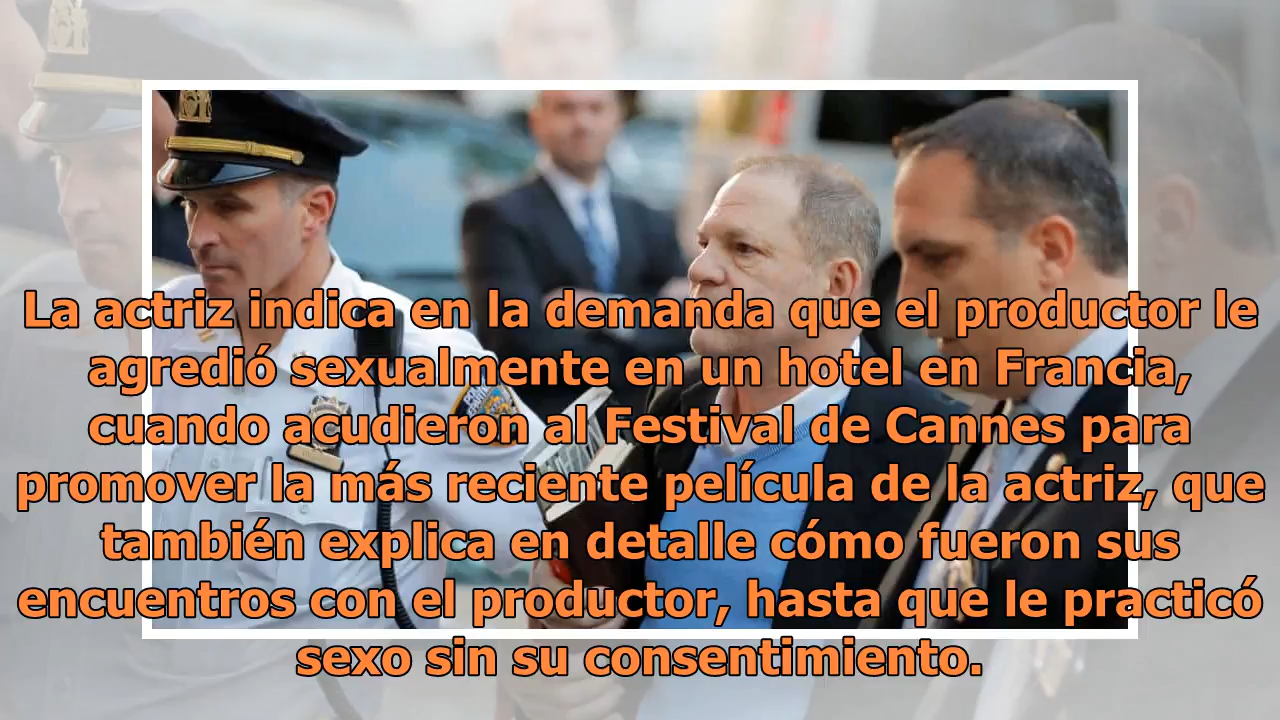 La actriz indica en la demanda que el productor le
agredió sexualmente en un hotel en Francia,
cuando acudieron al Festival de Cannes para
promover la más reciente película de la actriz, que
también explica en detalle cómo fueron sus
encuentros con el productor, hasta que le practicó
sexo sin su consentimiento.